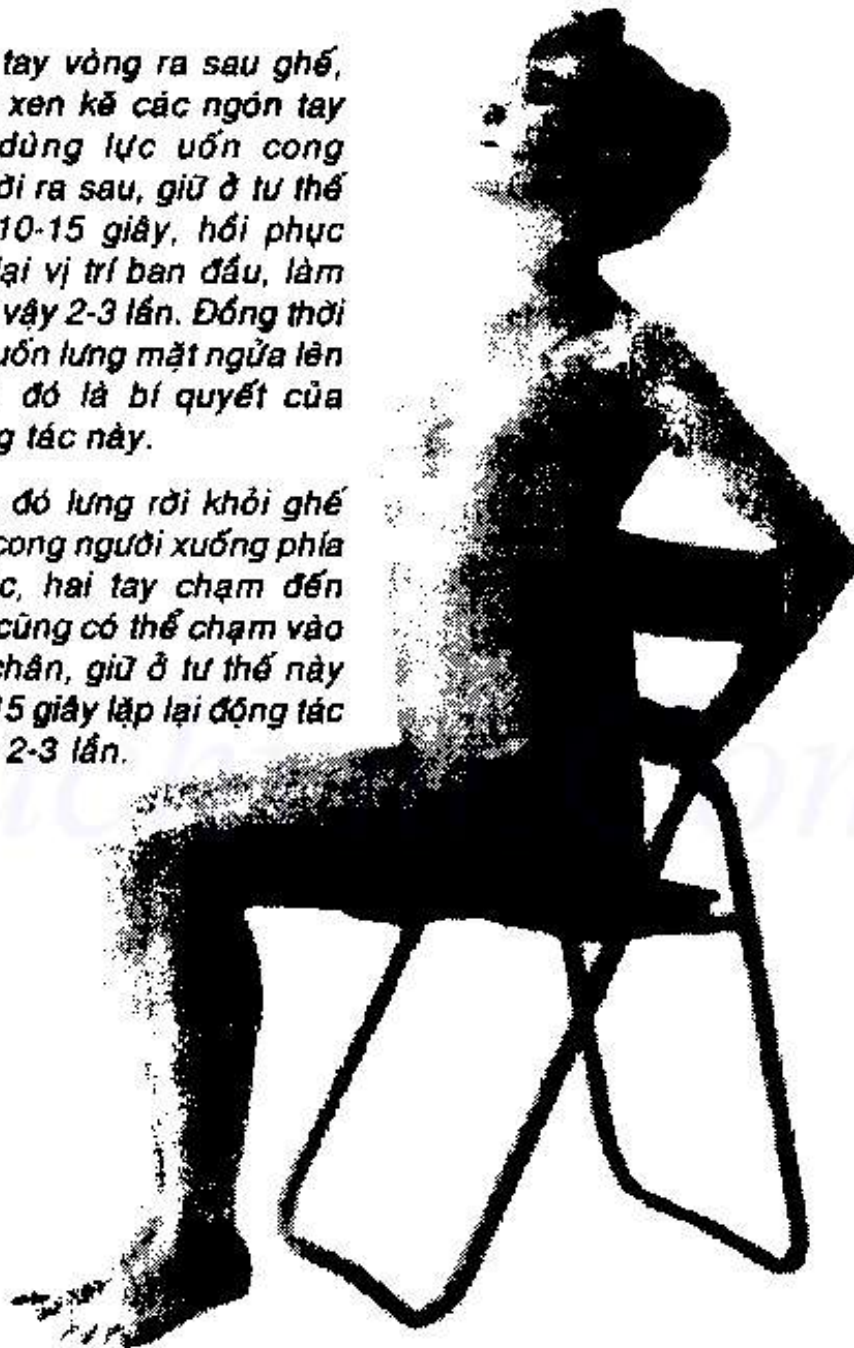 tay vòng ra sau ghế,
xen kẽ các ngón tay
dùng lực uốn cong
ời ra sau, giữ ở tư thế
10-15 giây, hồi phục
lại vị trí ban đầu, làm
vậy 2-3 lần. Đồng thời
uốn lưng mặt ngửa lên
đó là bí quyết của
g tác này.
đó lưng rời khỏi ghế
cong người xuống phía
c, hai tay chạm đến
cũng có thể chạm vào
chân, giữ ở tư thế này
15 giây lặp lại động tác
2-3 lần.